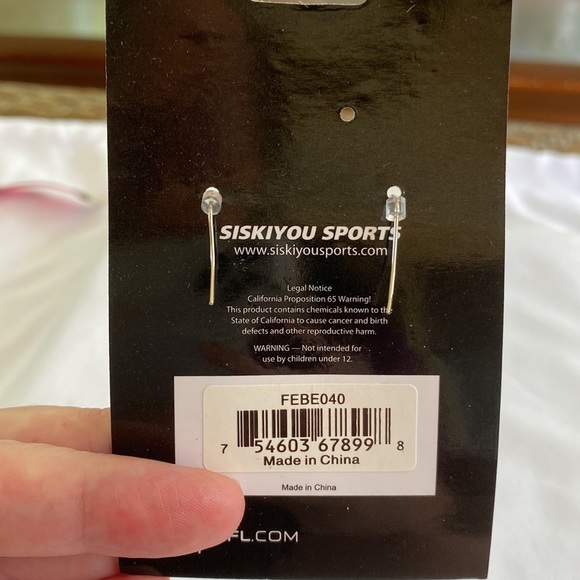 SISKIYOU SPORTS
www.siskiyousports.com
Legal Notice
California Proposition 65 Warning!
This product contains chemicals known to the
State of California to cause cancer and birth
defects and other reproductive harm.
WARNING — Not intended for
use by children under 12.
FEBE040
7 54603 67899 8
Made in China
Made in China
FL.COM